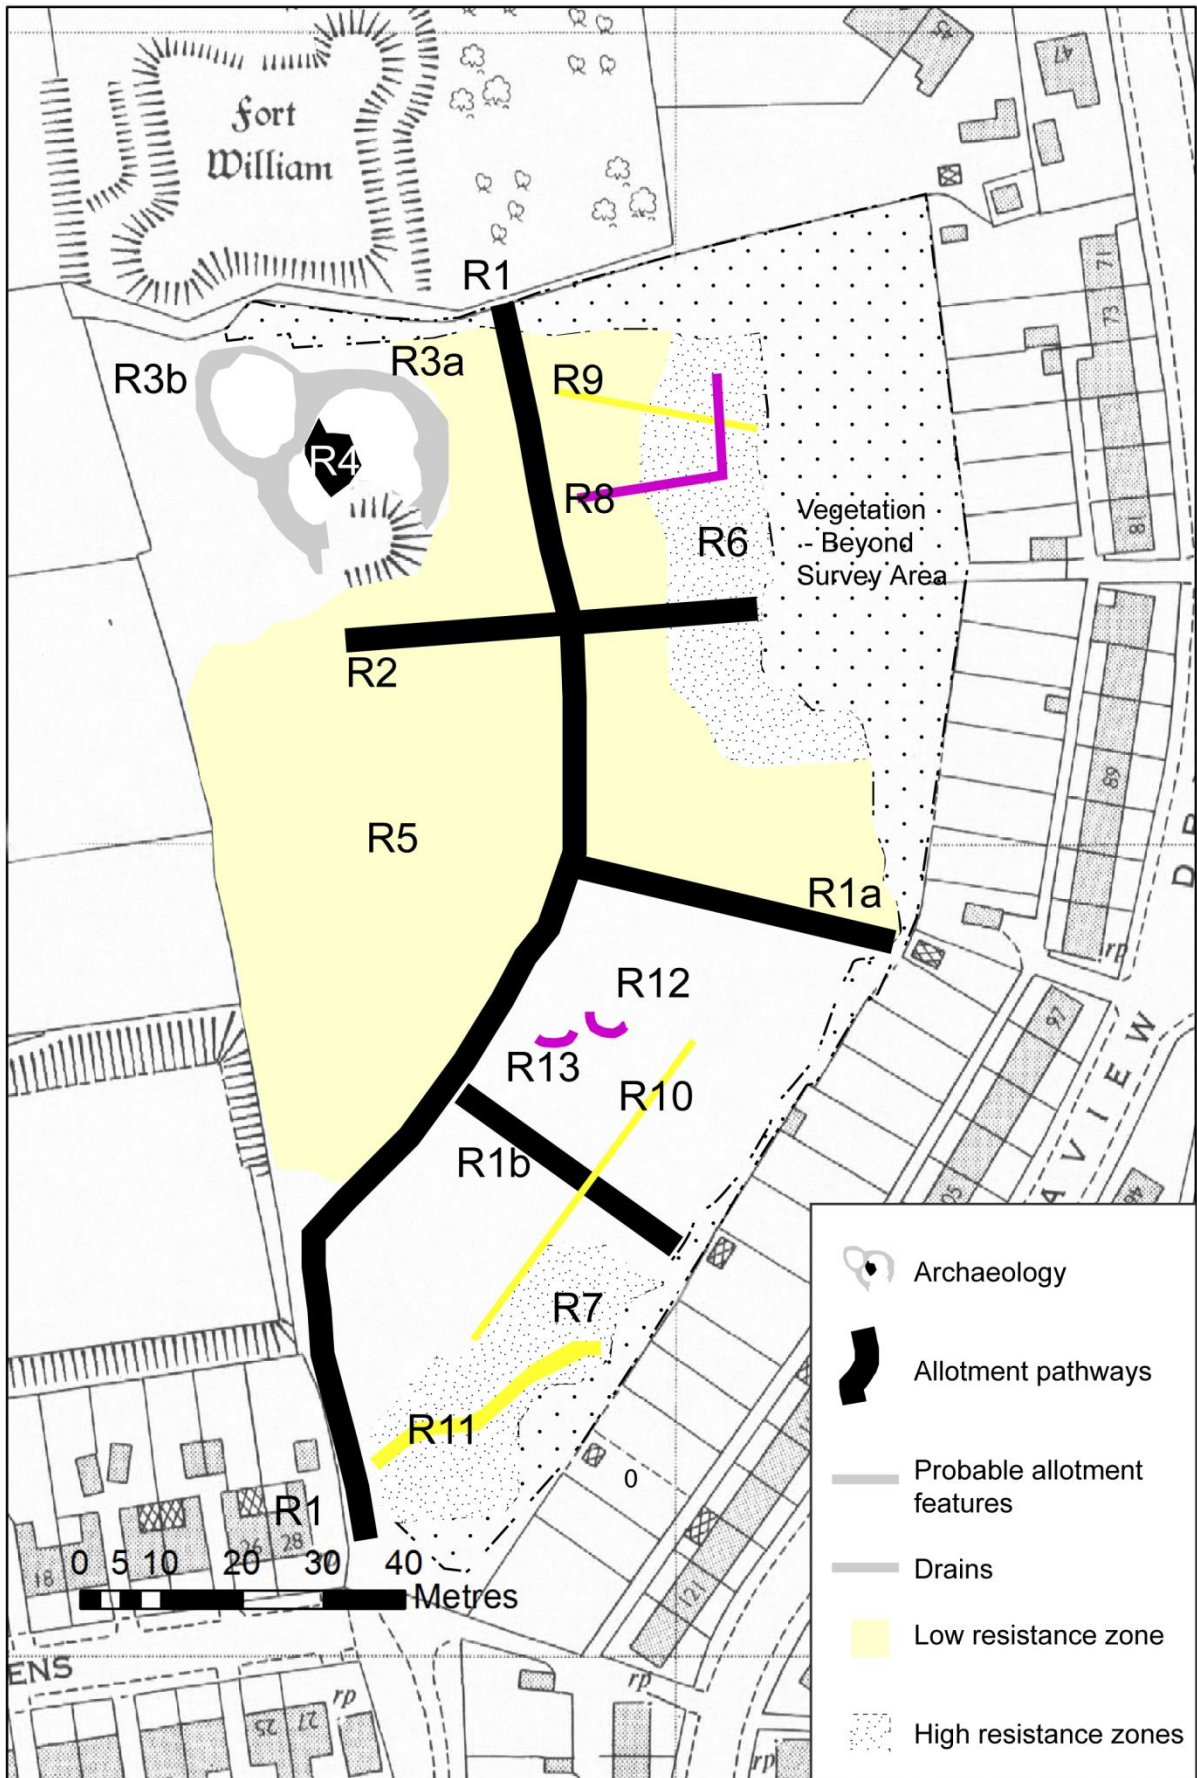 45
47
Fort
William
71
73
81
R1
R3a
R3b
R9
R4
R8
R6
Vegetation
- Beyond
Survey Area
R2
R5
89
R1a
rp
D R
R12
97
R13
R10
A V I E W
R1b
R7
R11
0
R1
26
28
18
121
0 5 10 20 30 40
Metres
ENS
rp
25
27
rp
rp
Archaeology
Allotment pathways
Probable allotment
features
Drains
Low resistance zone
High resistance zones